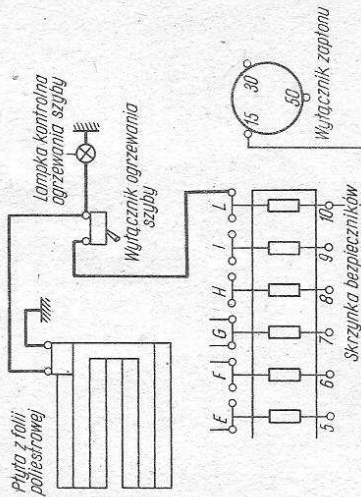 Płyta z folii
poliestrowej
Lampka kontrolna
ogrzewania szyby
Wyłącznik ogrzewania
szyby
E F G H I L
5 6 7 8 9 10
Skrzynka bezpieczników
15 30
50
Wyłącznik zapłonu